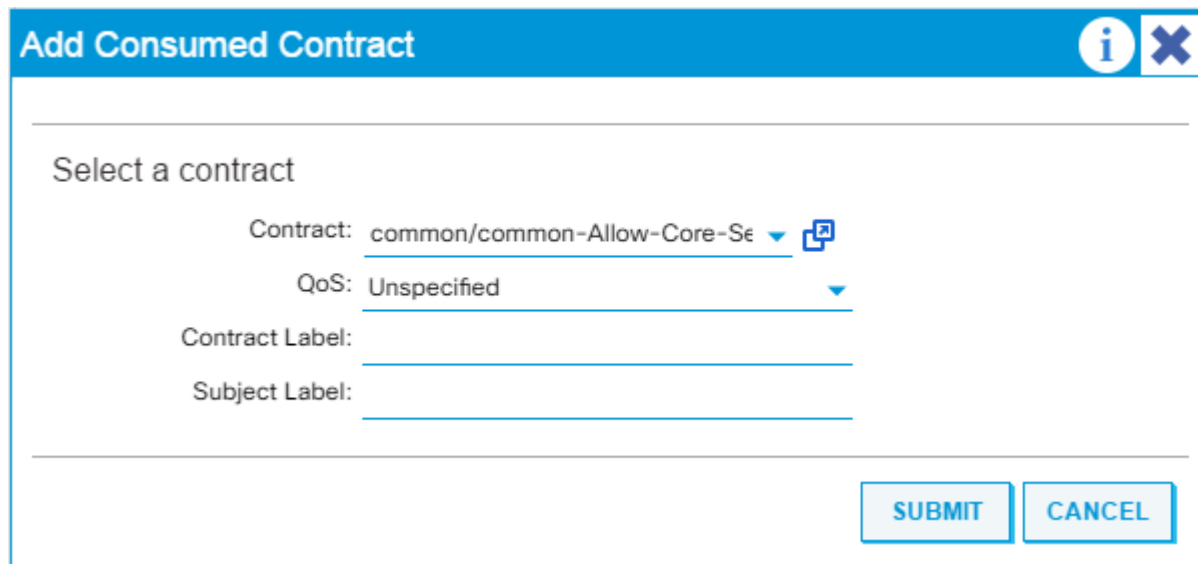 Add Consumed Contract
Select a contract
Contract: common/common-Allow-Core-Se
QoS: Unspecified
Contract Label:
Subject Label:
SUBMIT CANCEL